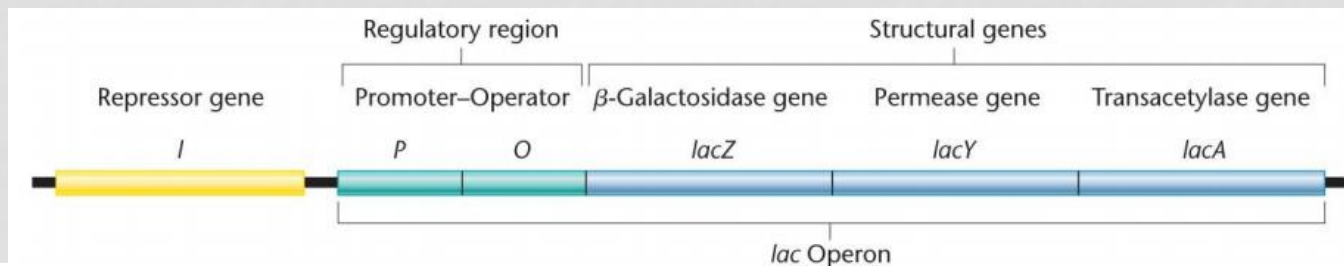 Regulatory region Structural genes
Repressor gene Promoter–Operator β-Galactosidase gene Permease gene Transacetylase gene
I P O lacZ lacY lacA
lac Operon